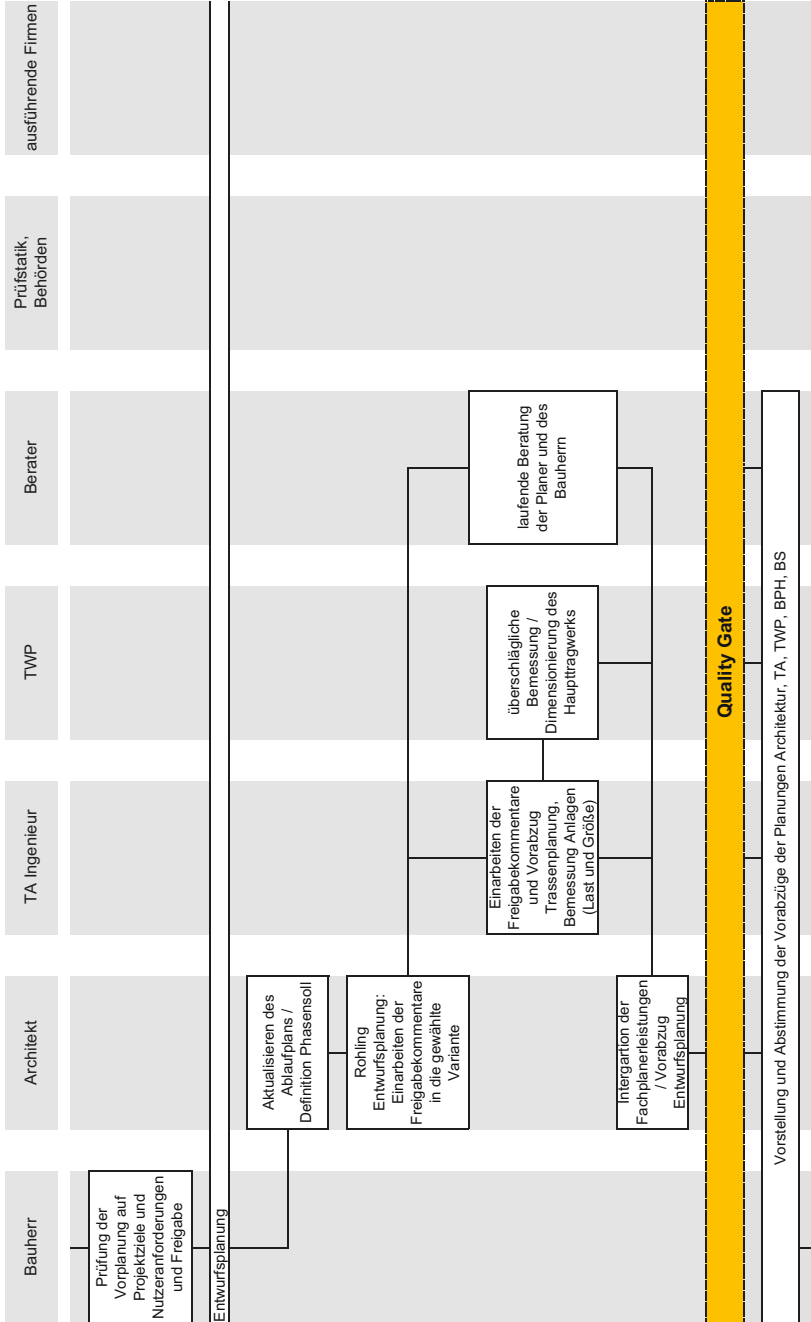 Bauherr
Architekt
TA Ingenieur
TWP
Berater
Prüfstatik,
Behörden
ausführende Firmen
Prüfung der
Vorplanung auf
Projektziele und
Nutzeranforderungen
und Freigabe
Entwurfsplanung
Aktualisieren des
Ablaufplans /
Definition Phasensoll
Rohling
Entwurfsplanung:
Einarbeiten der
Freigabekommentare
in die gewählte
Variante
Einarbeiten der
Freigabekommentare
und Vorabzug
Trassenplanung,
Bemessung Anlagen
(Last und Größe)
überschlägliche
Bemessung /
Dimensionierung des
Haupttragwerks
laufende Beratung
der Planer und des
Bauherrn
Intergartion der
Fachplanerleistungen
/ Vorabzug
Entwurfsplanung
Quality Gate
Vorstellung und Abstimmung der Vorabzüge der Planungen Architektur, TA, TWP, BPH, BS